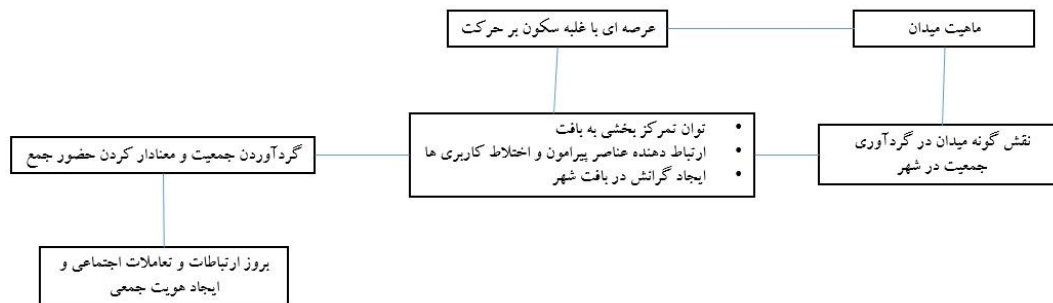 ماهیت میدان
عرصه ای با غلبه سکون بر حرکت
نقش گونه میدان در گردآوری
جمعیت در شهر
• توان تمرکز بخشی به بافت
• ارتباط دهنده عناصر پیرامون و اختلاط کاربری ها
• ایجاد گرانش در بافت شهر
گردآوردن جمعیت و معنادار کردن حضور جمع
بروز ارتباطات و تعاملات اجتماعی و
ایجاد هویت جمعی